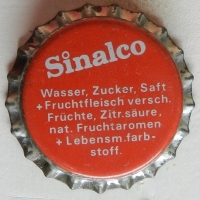 Sinalco
Wasser, Zucker, Saft
+Fruchtfleisch versch.
Früchte, Zitr.säure,
nat. Fruchtaromen
+ Lebensm.farb-
stoff.